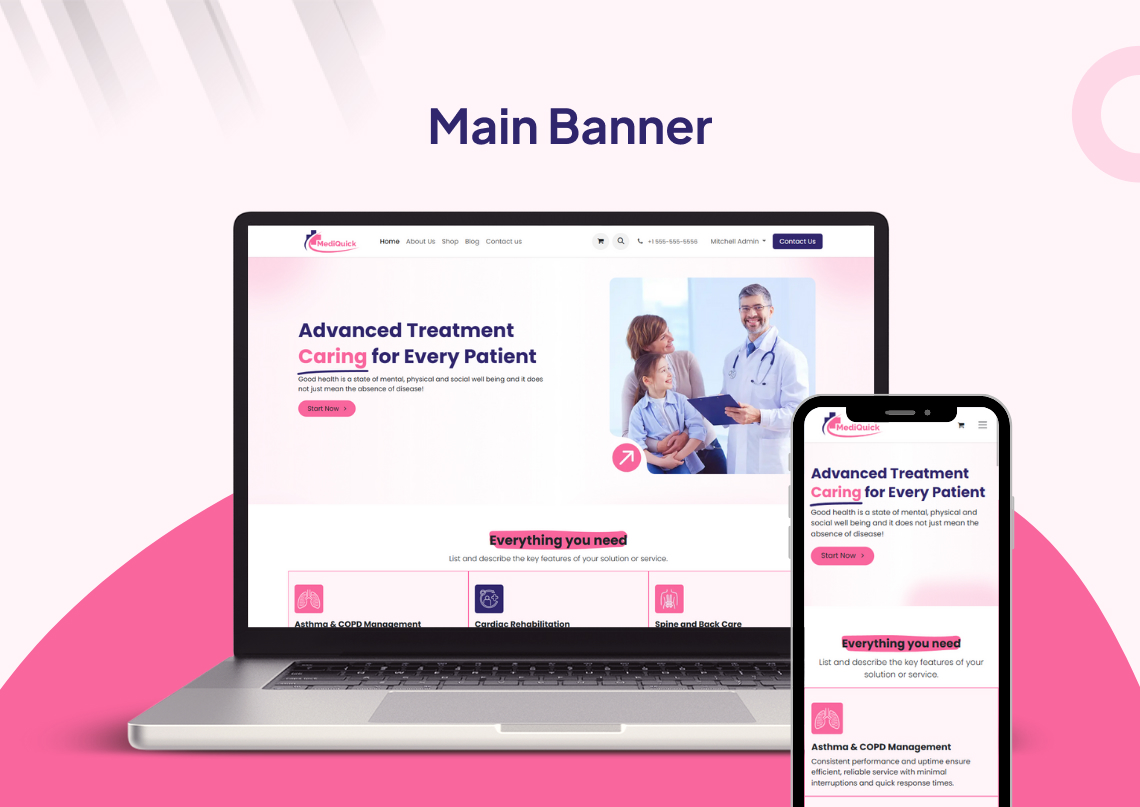 Main Banner
MediQuick
Home About Us Shop Blog Contact us
+1 555-555-5556 Mitchell Admin Contact Us
Advanced Treatment
Caring for Every Patient
Good health is a state of mental, physical and social well being and it does
not just mean the absence of disease!
Start Now >
Everything you need
List and describe the key features of your solution or service.
Asthma & COPD Management
Cardiac Rehabilitation
Spine and Back Care
MediQuick
Advanced Treatment
Caring for Every Patient
Good health is a state of mental, physical and
social well being and it does not just mean the
absence of disease!
Start Now >
Everything you need
List and describe the key features of your
solution or service.
Asthma & COPD Management
Consistent performance and uptime ensure
efficient, reliable service with minimal
interruptions and quick response times.